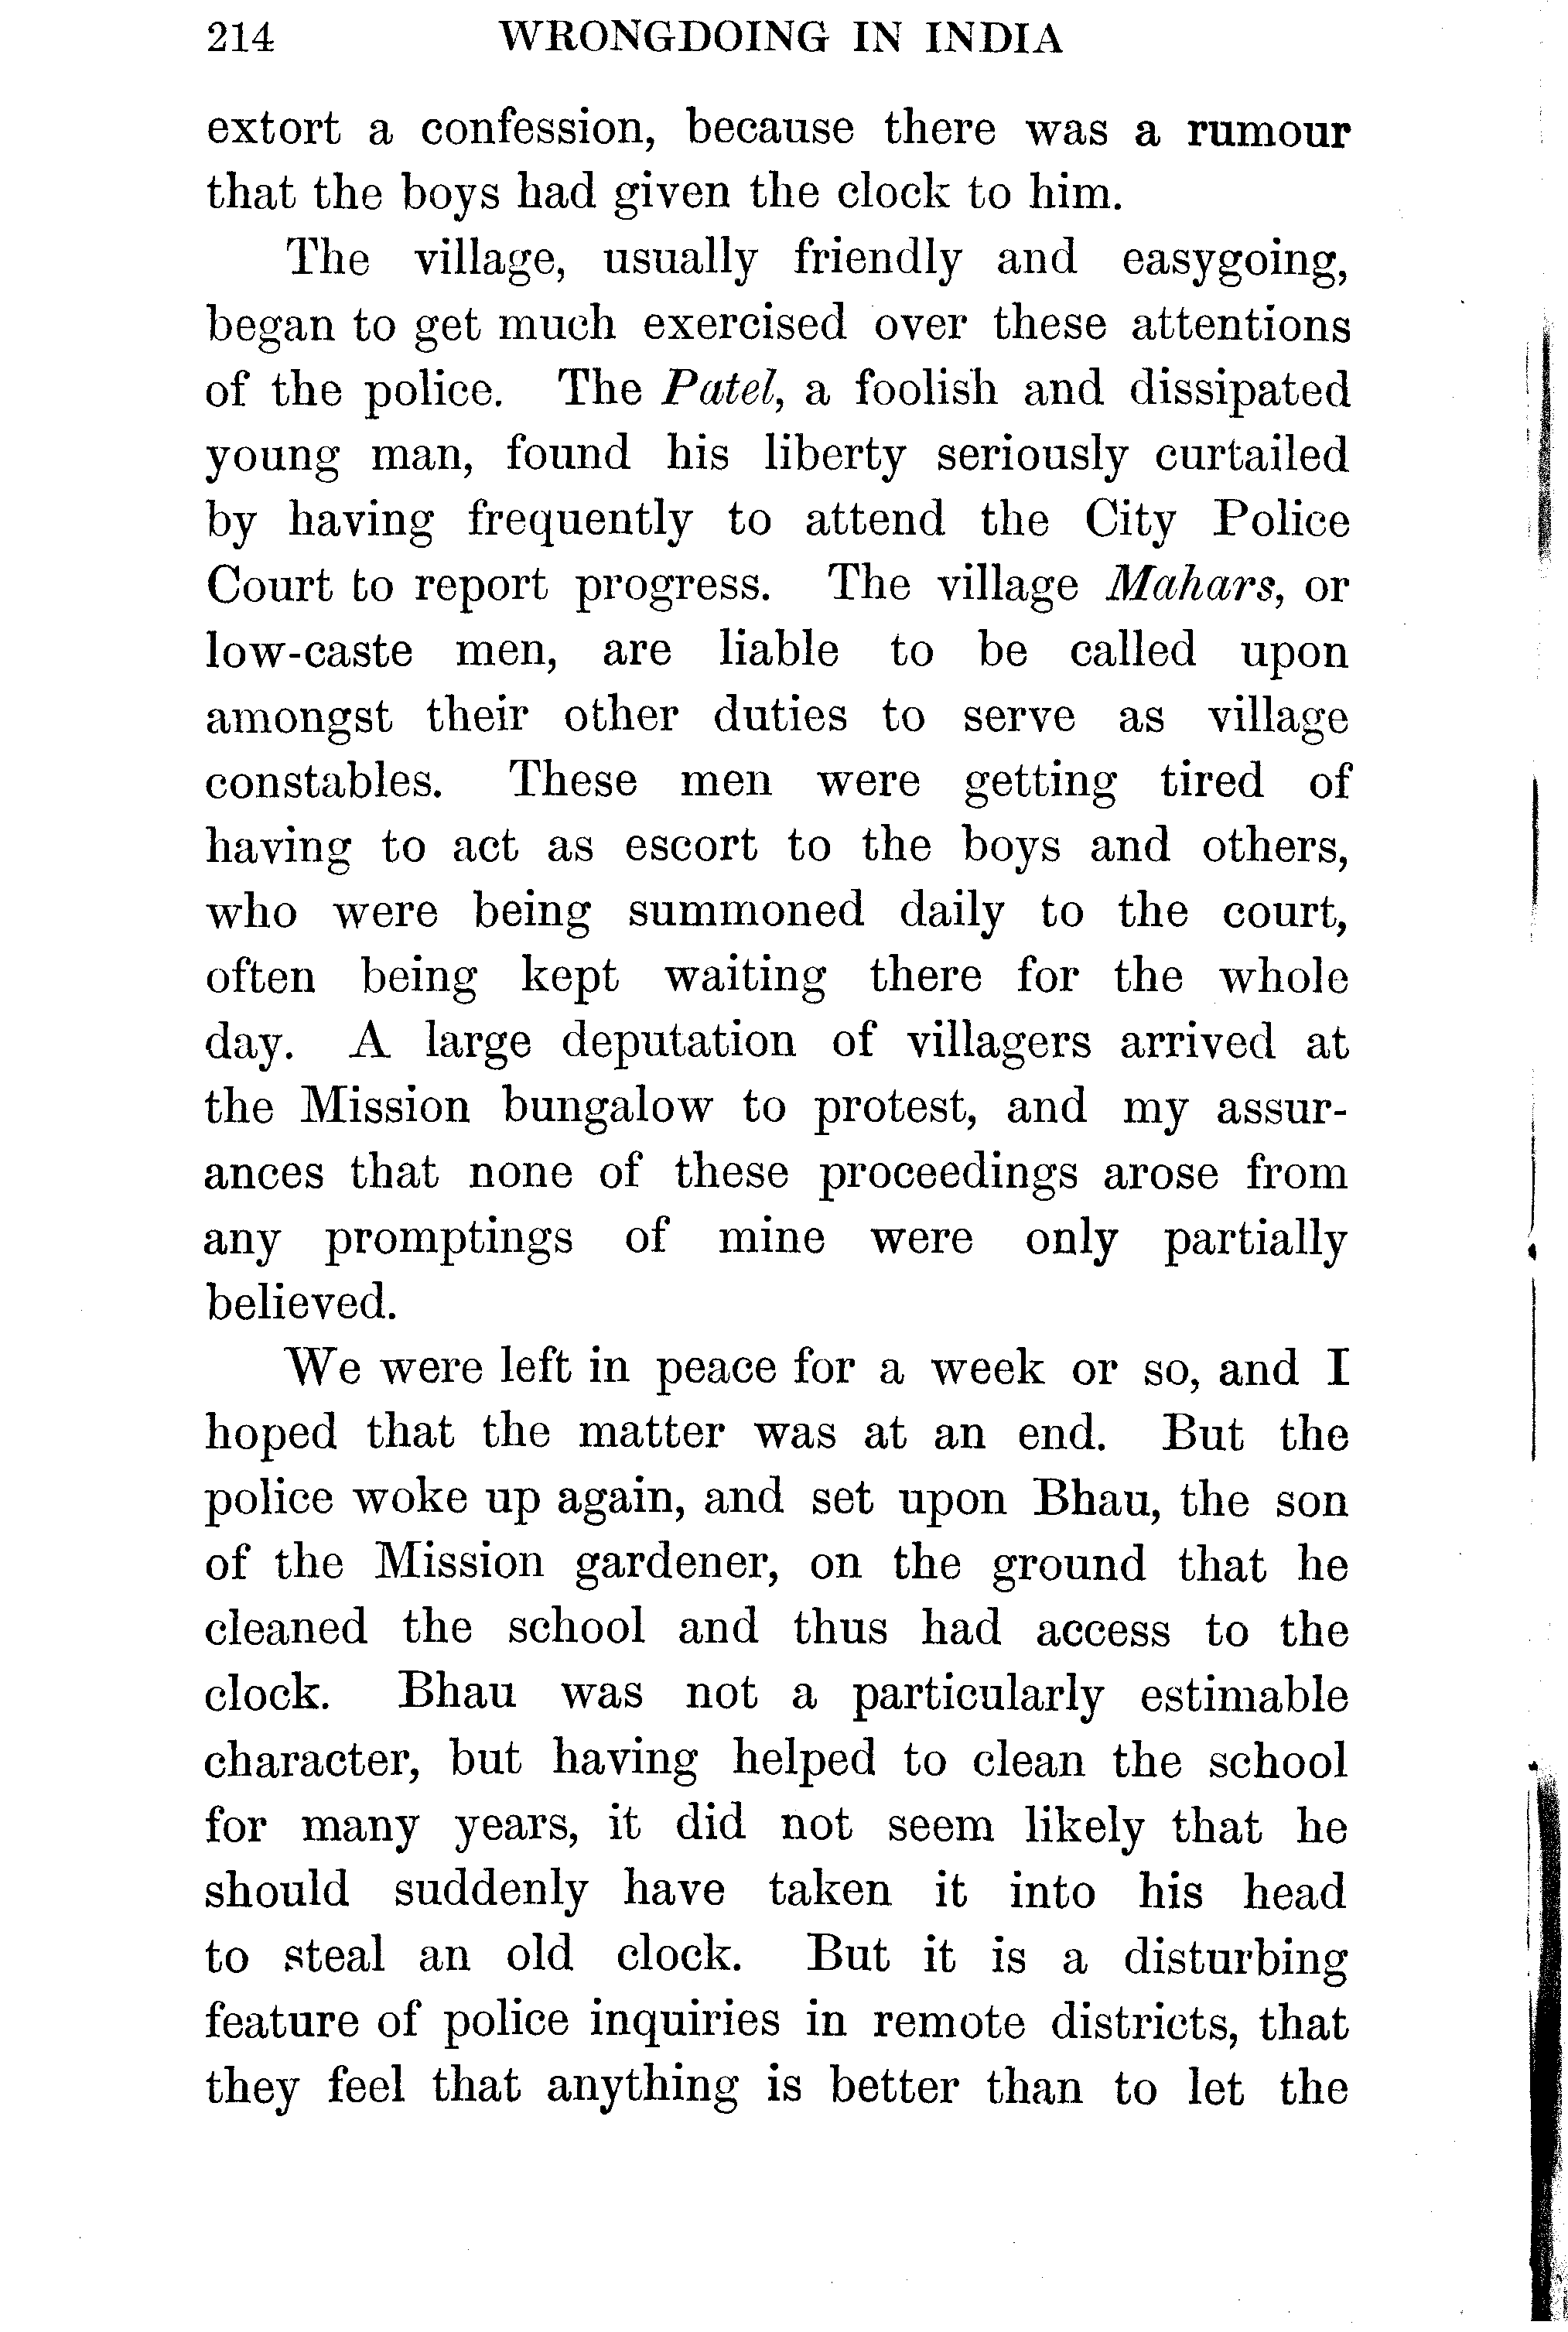 214 WRONGDOING IN INDIA
extort a confession, because there was a rumour
that the boys had given the clock to him.
The village, usually friendly and easygoing,
began to get much exercised over these attentions
of the police. The Patel, a foolish and dissipated
young man, found his liberty seriously curtailed
by having frequently to attend the City Police
Court to report progress. The village Mahars, or
low-caste men, are liable to be called upon
amongst their other duties to serve as village
constables. These men were getting tired of
having to act as escort to the boys and others,
who were being summoned daily to the court,
often being kept waiting there for the whole
day. A large deputation of villagers arrived at
the Mission bungalow to protest, and my assur-
ances that none of these proceedings arose from
any promptings of mine were only partially
believed.
We were left in peace for a week or so, and I
hoped that the matter was at an end. But the
police woke up again, and set upon Bhau, the son
of the Mission gardener, on the ground that he
cleaned the school and thus had access to the
clock. Bhau was not a particularly estimable
character, but having helped to clean the school
for many years, it did not seem likely that he
should suddenly have taken it into his head
to steal an old clock. But it is a disturbing
feature of police inquiries in remote districts, that
they feel that anything is better than to let the